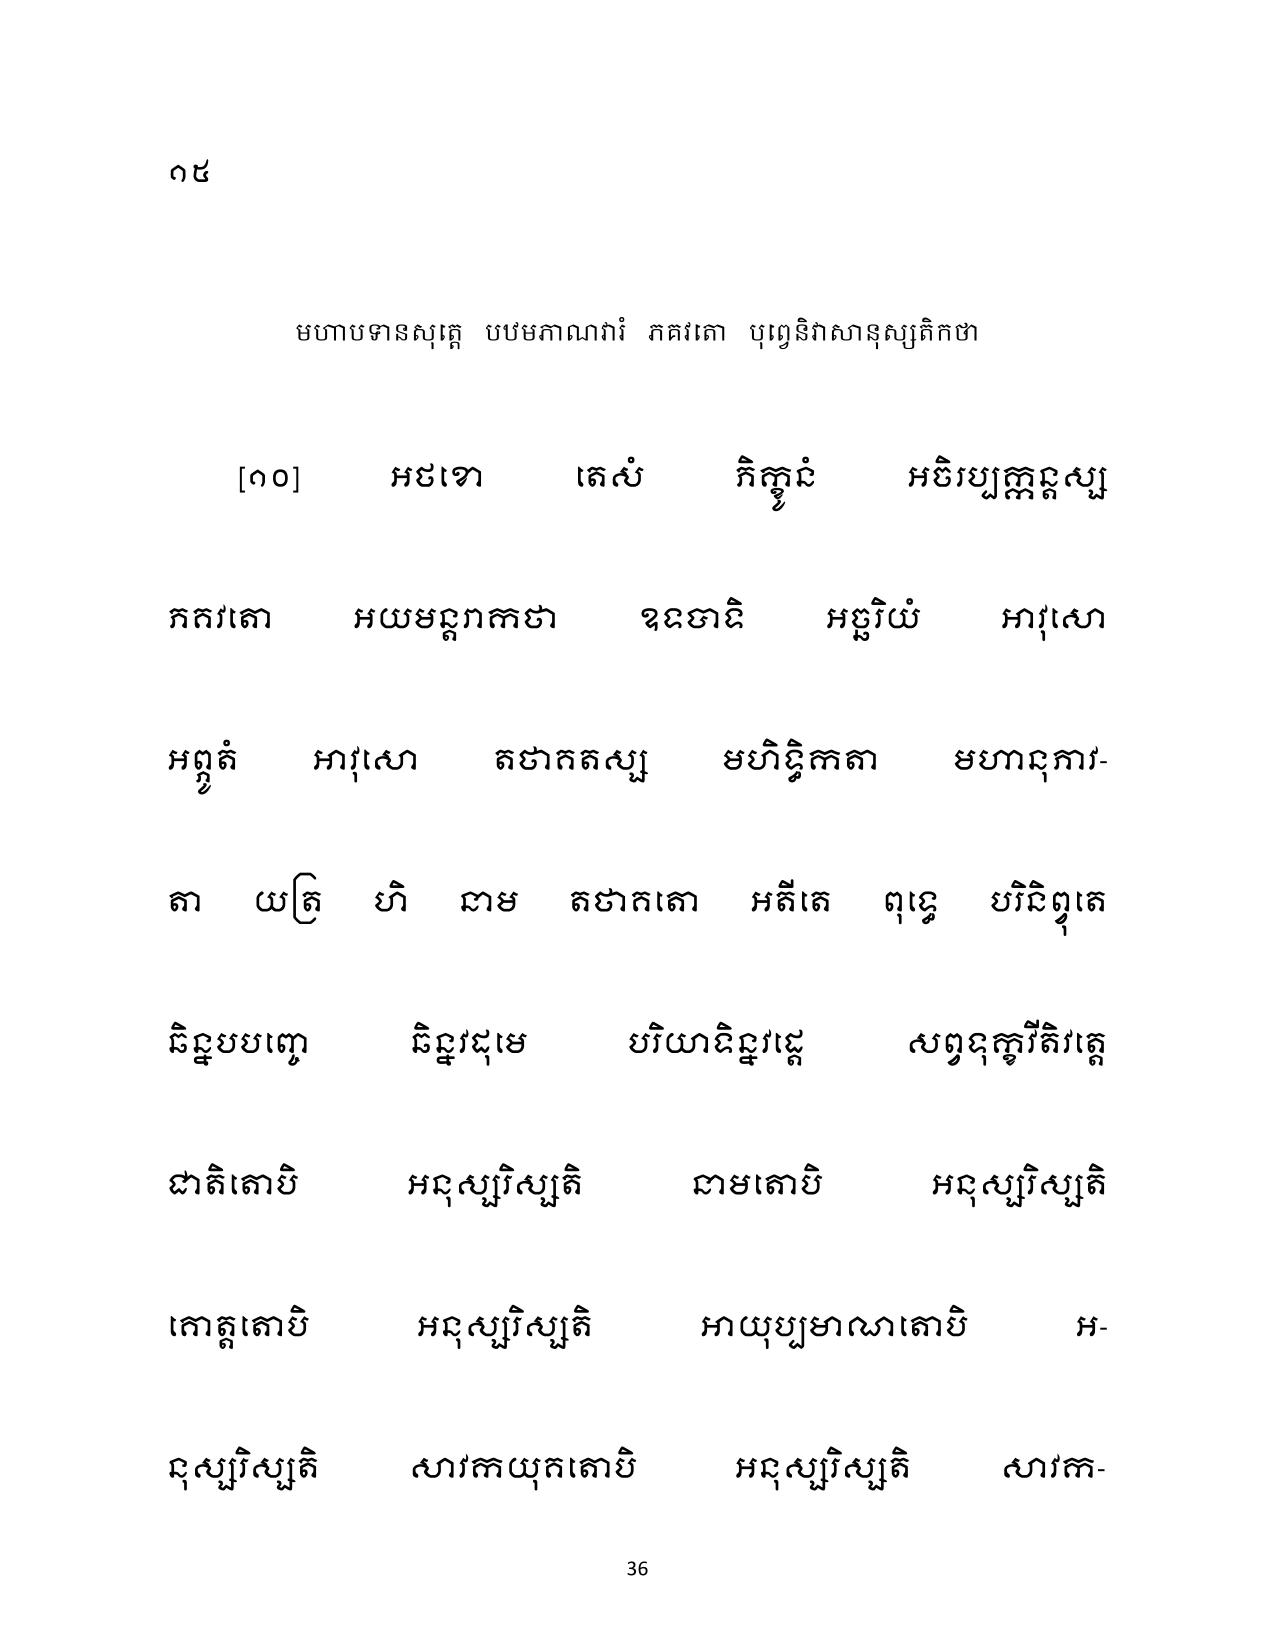 ១៥
មហាបទានសុត្តេ បឋមភាណវារំ ភគវតោ បុព្វេនិវាសានុស្សតិកថា
[១០] អថខោ តេសំ ភិក្ខូនំ អចិរប្បក្កន្តស្ស
ភគវតោ អយមន្តរាកថា ឧទបាទិ អច្ឆរិយំ អាវុសោ
អព្ភូតំ អាវុសោ តថាគតស្ស មហិទ្ធិកតា មហានុភាវ-
តា យត្រ ហិ នាម តថាគតោ អតីតេ ពុទ្ធេ បរិនិព្វុតេ
ឆិន្នបបញ្ចេ ឆិន្នវដុមេ បរិយាទិន្នវដ្តេ សព្វទុក្ខវីតិវត្តេ
ជាតិតោបិ អនុស្សរិស្សតិ នាមតោបិ អនុស្សរិស្សតិ
គោត្តតោបិ អនុស្សរិស្សតិ អាយុប្បមាណតោបិ អ-
នុស្សរិស្សតិ សាវកយុគតោបិ អនុស្សរិស្សតិ សាវក-
36